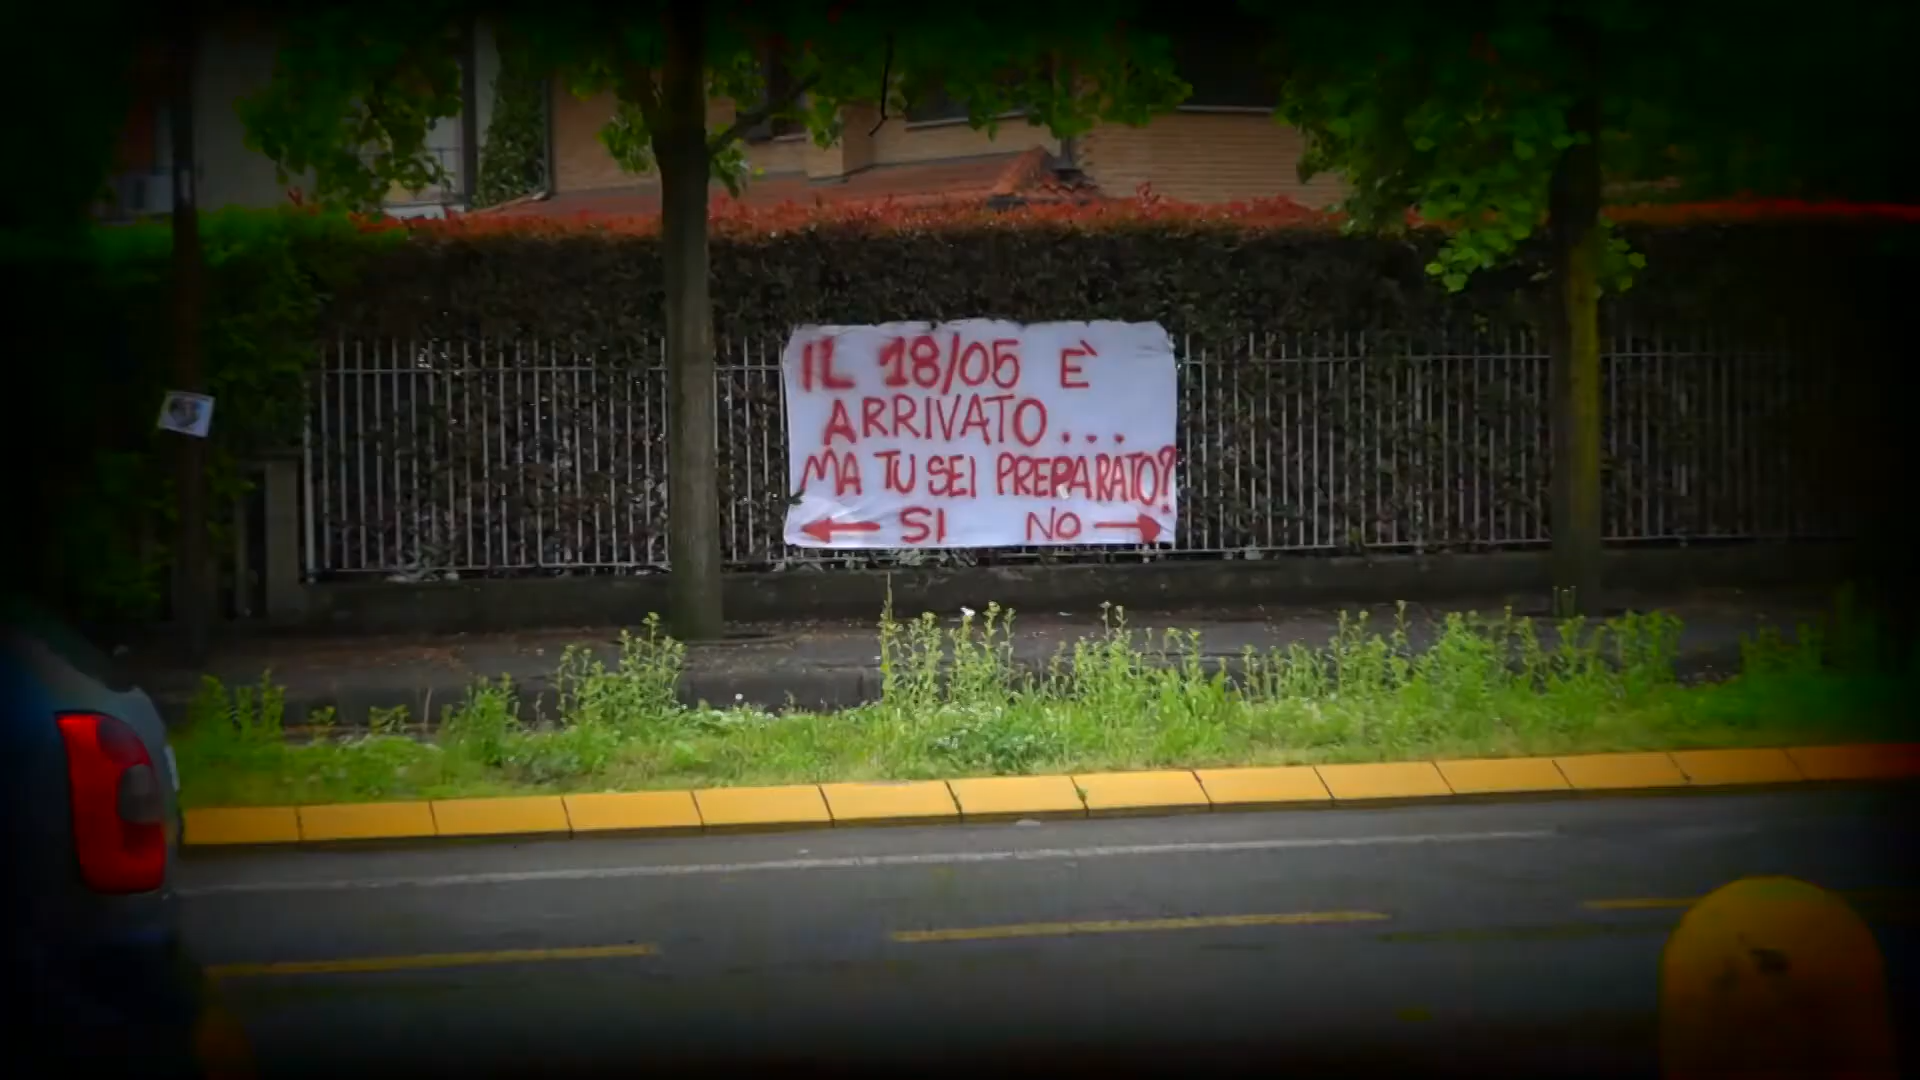 IL 18/05 È
ARRIVATO...
MA TU SEI PREPARATO?
← SI NO →